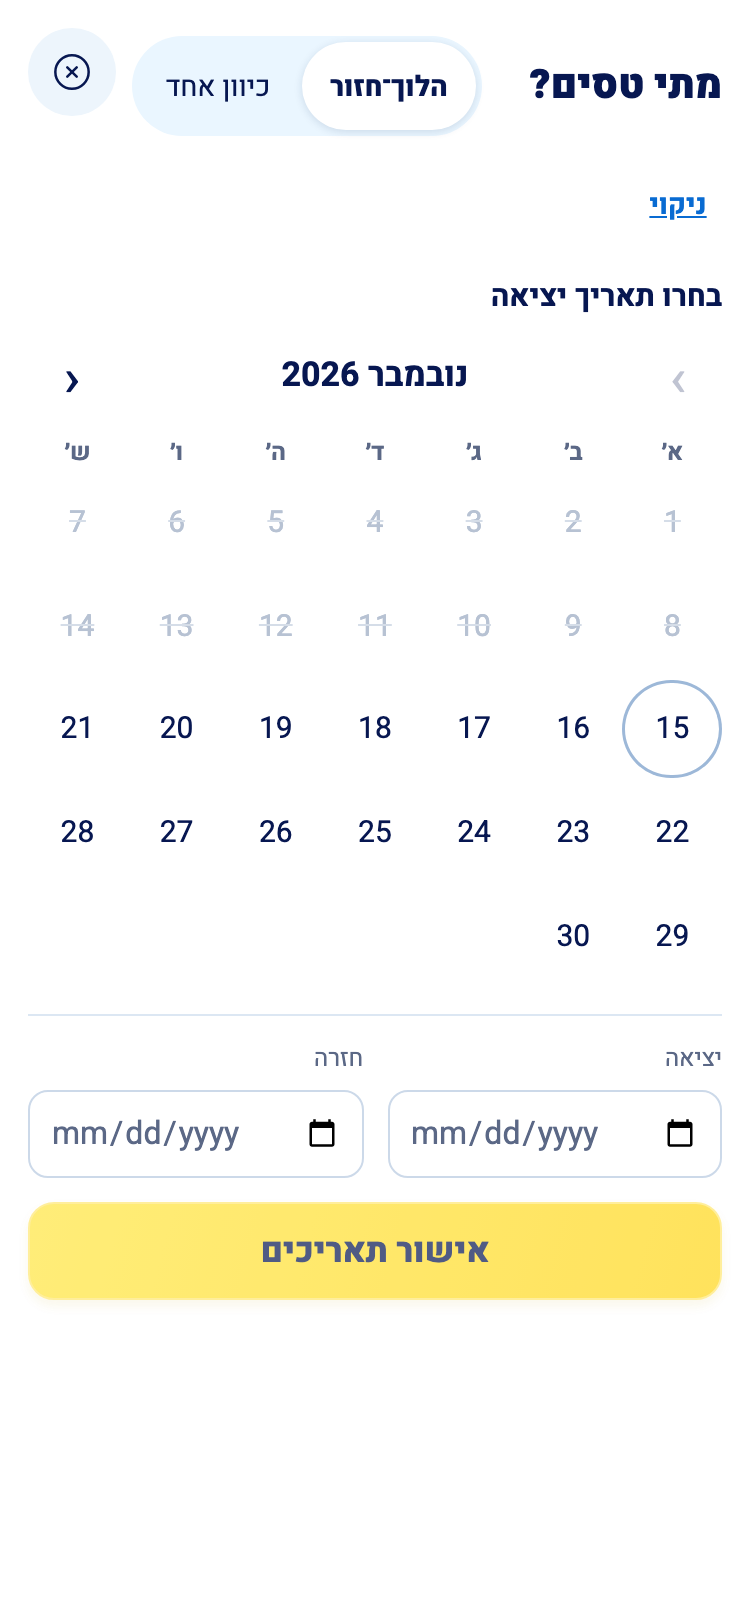 מתי טסים?
הלוך־חזור
כיוון אחד
ניקוי
בחרו תאריך יציאה
נובמבר 2026
א׳ ב׳ ג׳ ד׳ ה׳ ו׳ ש׳
1 2 3 4 5 6 7
8 9 10 11 12 13 14
15 16 17 18 19 20 21
22 23 24 25 26 27 28
29 30
יציאה
mm/dd/yyyy
חזרה
mm/dd/yyyy
אישור תאריכים